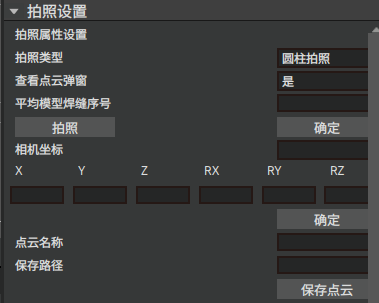 拍照设置
拍照属性设置
拍照类型 圆柱拍照
查看点云弹窗 是
平均模型焊缝序号
拍照 确定
相机坐标
X Y Z RX RY RZ
确定
点云名称
保存路径
保存点云